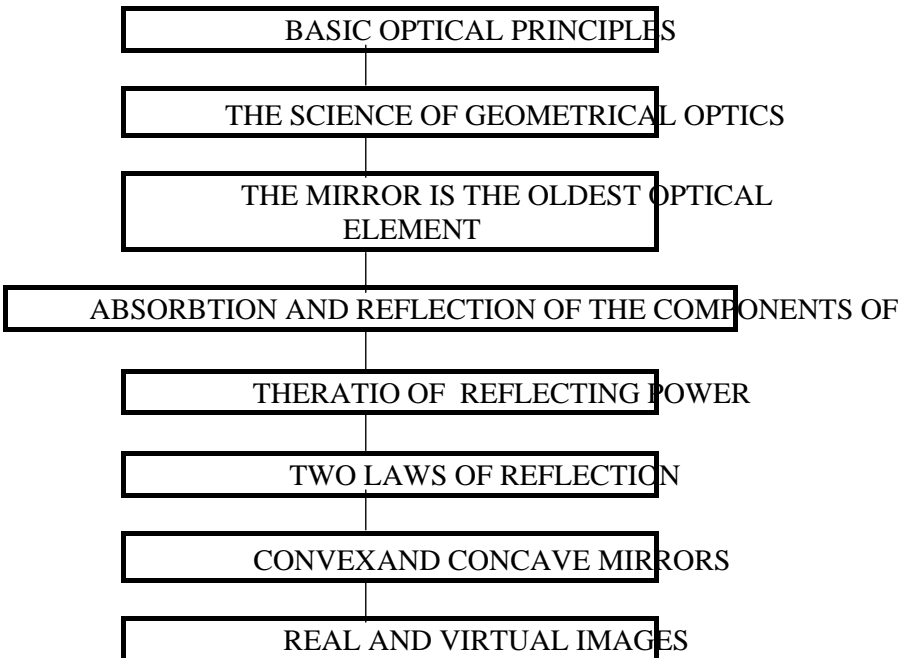 BASIC OPTICAL PRINCIPLES
THE SCIENCE OF GEOMETRICAL OPTICS
THE MIRROR IS THE OLDEST OPTICAL
ELEMENT
ABSORBTION AND REFLECTION OF THE COMPONENTS OF
THERATIO OF REFLECTING POWER
TWO LAWS OF REFLECTION
CONVEXAND CONCAVE MIRRORS
REAL AND VIRTUAL IMAGES